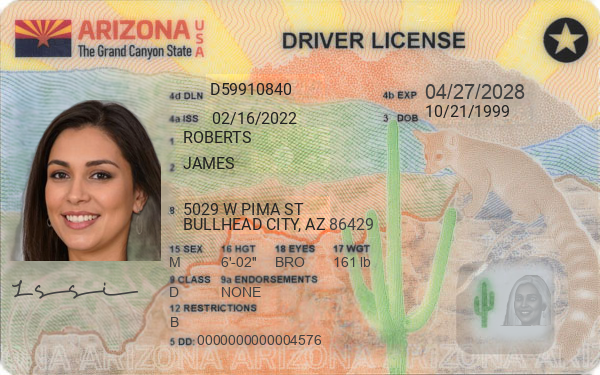 ARIZONA USA
The Grand Canyon State
DRIVER LICENSE
4d DLN D59910840
4b EXP 04/27/2028
4a ISS 02/16/2022
3 DOB 10/21/1999
1 ROBERTS
2 JAMES
8 5029 W PIMA ST
BULLHEAD CITY, AZ 86429
15 SEX 16 HGT 18 EYES 17 WGT
M 6'-02" BRO 161 lb
9 CLASS 9a ENDORSEMENTS
D NONE
12 RESTRICTIONS
B
5 DD: 0000000000004576
ARIZONA ARIZONA ARIZONA ARIZONA